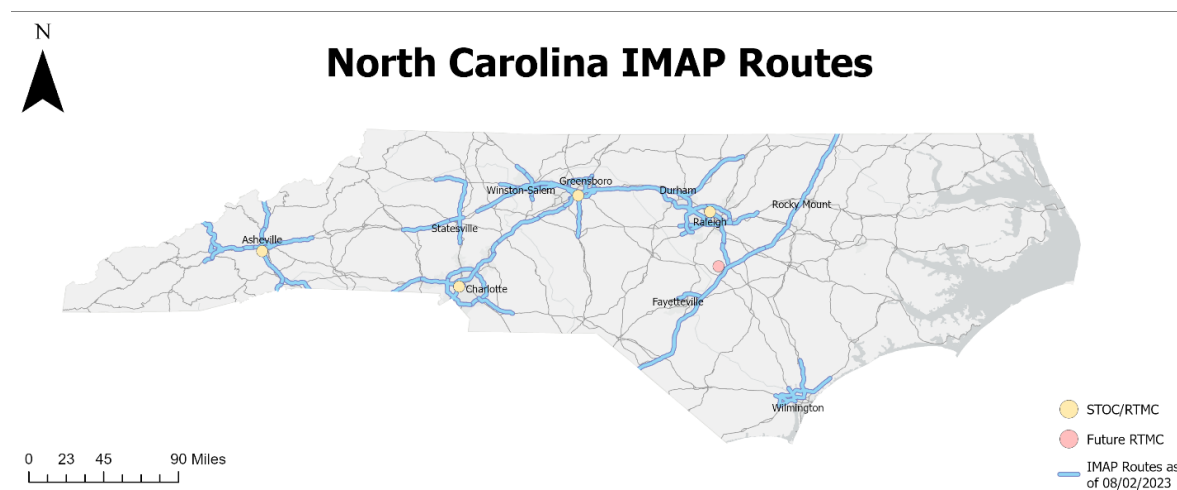 N
North Carolina IMAP Routes
Greensboro
Winston-Salem
Durham
Rocky Mount
Raleigh
Statesville
Asheville
Charlotte
Fayetteville
Wilmington
STOC/RTMC
Future RTMC
IMAP Routes as
of 08/02/2023
0 23 45 90 Miles